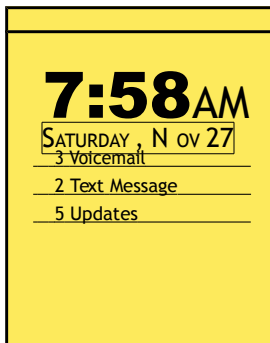 7:58AM
SATURDAY , N OV 27
3 Voicemail
2 Text Message
5 Updates